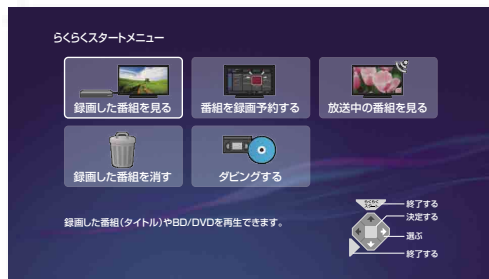 らくらくスタートメニュー
録画した番組を見る
番組を録画予約する
放送中の番組を見る
録画した番組を消す
ダビングする
録画した番組(タイトル)やBD/DVDを再生できます。
終了する
決定する
選ぶ
終了する